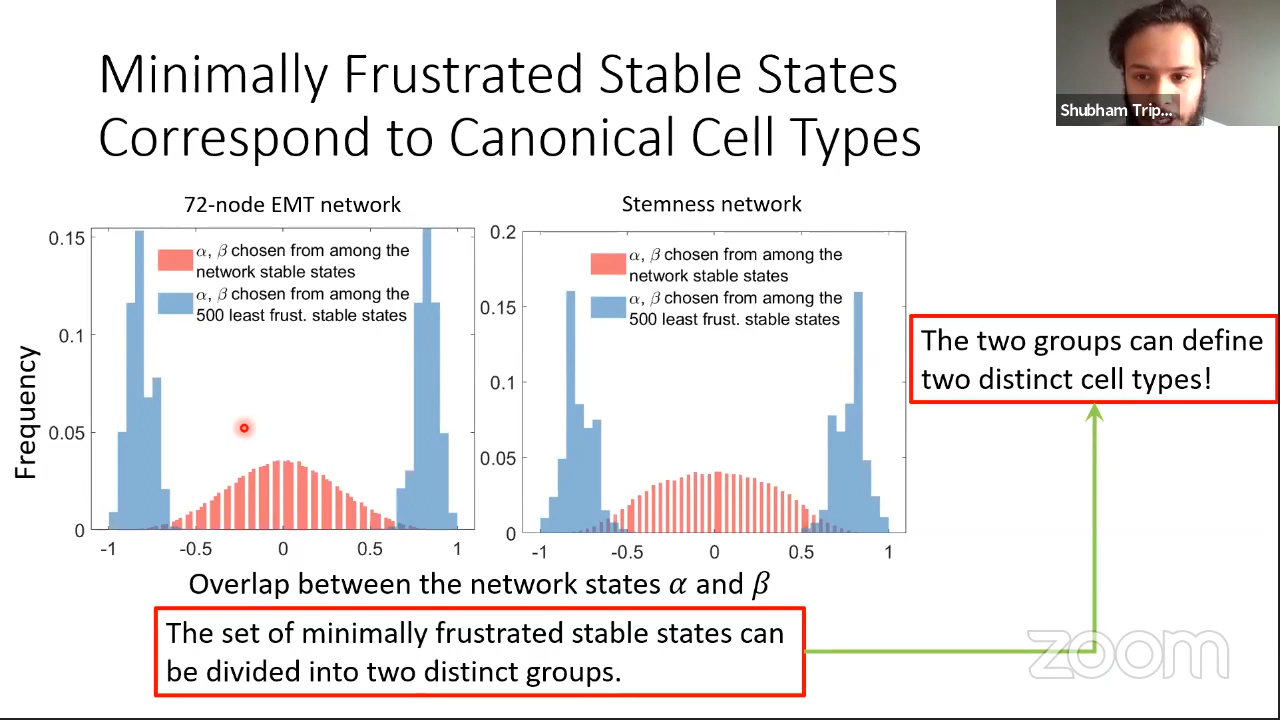 Minimally Frustrated Stable States
Correspond to Canonical Cell Types
Shubham Trip...
72-node EMT network
Stemness network
0.15
0.1
0.05
0
α, β chosen from among the
network stable states
α, β chosen from among the
500 least frust. stable states
-1
-0.5
0
0.5
1
0.2
0.15
0.1
0.05
0
α, β chosen from among the
network stable states
α, β chosen from among the
500 least frust. stable states
-1
-0.5
0
0.5
1
Frequency
Overlap between the network states α and β
The two groups can define
two distinct cell types!
The set of minimally frustrated stable states can
be divided into two distinct groups.
zoom